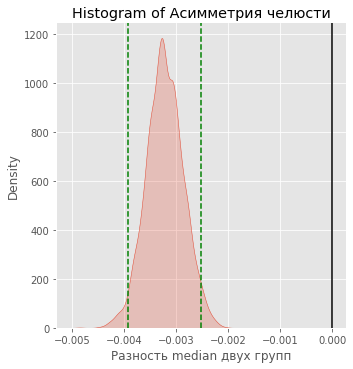 Histogram of Асимметрия челюсти
1200
1000
800
600
400
200
0
Density
−0.005 −0.004 −0.003 −0.002 −0.001 0.000
Разность median двух групп